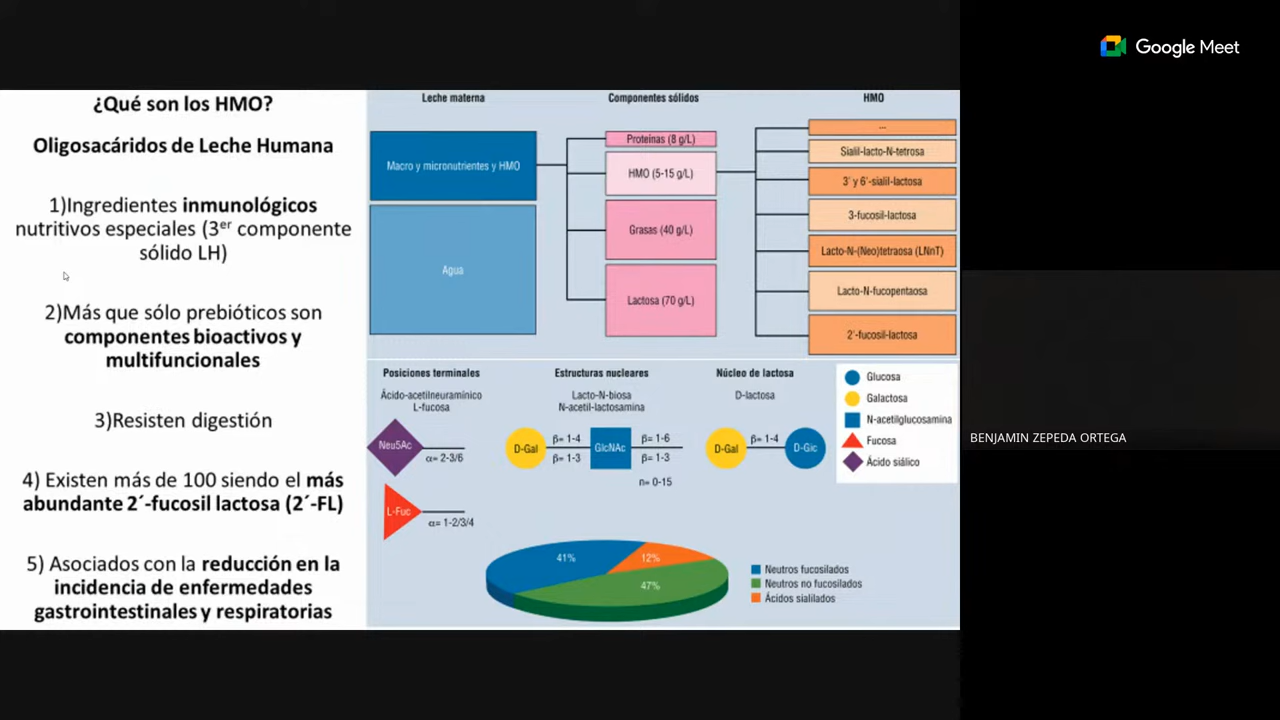 Google Meet
¿Qué son los HMO?
Oligosacáridos de Leche Humana
1)Ingredientes inmunológicos
nutritivos especiales (3er componente
sólido LH)
2)Más que sólo prebióticos son
componentes bioactivos y
multifuncionales
3)Resisten digestión
4) Existen más de 100 siendo el más
abundante 2´-fucosil lactosa (2´-FL)
5) Asociados con la reducción en la
incidencia de enfermedades
gastrointestinales y respiratorias
Leche materna
Macro y micronutrientes y HMO
Agua
Componentes sólidos
Proteínas (8 g/L)
HMO (5-15 g/L)
Grasas (40 g/L)
Lactosa (70 g/L)
HMO
...
Sialil-lacto-N-tetrosa
3' y 6'-sialil-lactosa
3-fucosil-lactosa
Lacto-N-(Neo)tetraosa (LNnT)
Lacto-N-fucopentaosa
2'-fucosil-lactosa
Posiciones terminales
Ácido-acetilneuramínico
L-fucosa
Neu5Ac
α= 2-3/6
L-Fuc
α= 1-2/3/4
Estructuras nucleares
Lacto-N-biosa
N-acetil-lactosamina
D-Gal
β= 1-4
β= 1-3
GlcNAc
β= 1-6
β= 1-3
n= 0-15
Núcleo de lactosa
D-lactosa
D-Gal
β= 1-4
D-Glc
Glucosa
Galactosa
N-acetilglucosamina
Fucosa
Ácido siálico
41%
12%
47%
Neutros fucosilados
Neutros no fucosilados
Ácidos sialilados
BENJAMIN ZEPEDA ORTEGA